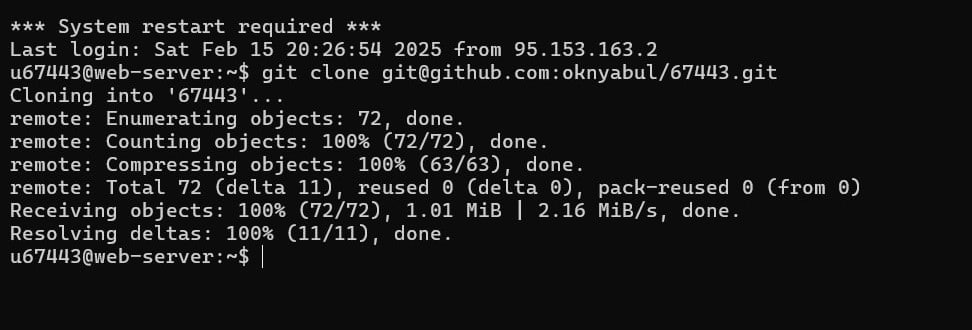 *** System restart required ***
Last login: Sat Feb 15 20:26:54 2025 from 95.153.163.2
u67443@web-server:~$ git clone git@github.com:oknyabul/67443.git
Cloning into '67443'...
remote: Enumerating objects: 72, done.
remote: Counting objects: 100% (72/72), done.
remote: Compressing objects: 100% (63/63), done.
remote: Total 72 (delta 11), reused 0 (delta 0), pack-reused 0 (from 0)
Receiving objects: 100% (72/72), 1.01 MiB | 2.16 MiB/s, done.
Resolving deltas: 100% (11/11), done.
u67443@web-server:~$